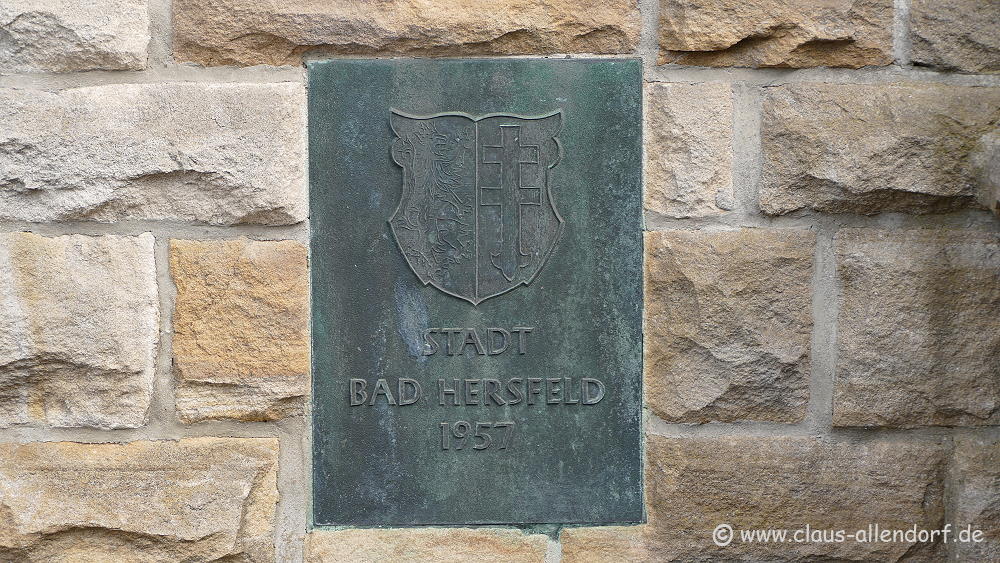 STADT
BAD HERSFELD
1957
© www.claus-allendorf.de